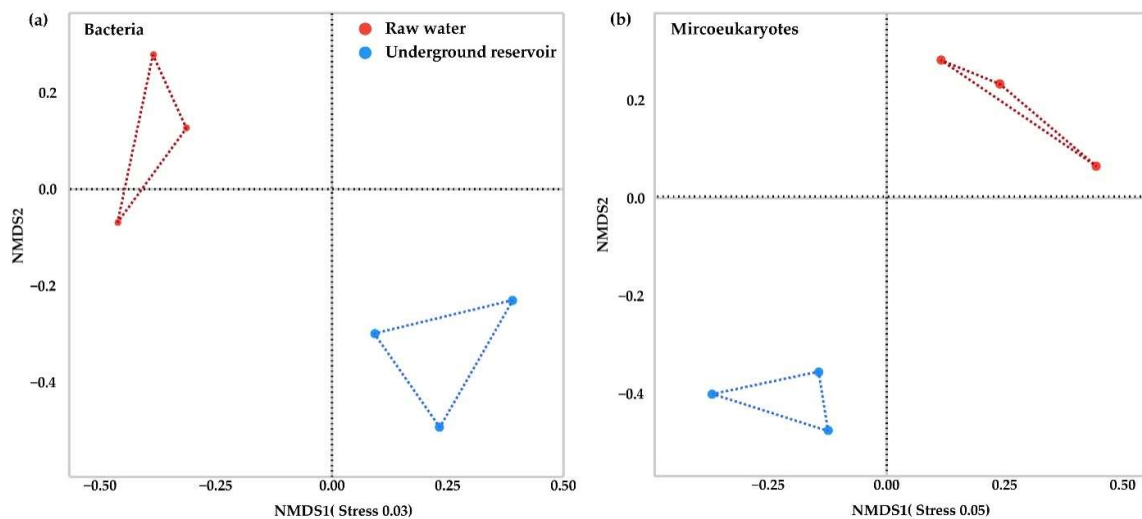 (a)
Bacteria
Raw water
Underground reservoir
0.2
0.0
−0.2
−0.4
NMDS2
−0.50
−0.25
0.00
0.25
0.50
NMDS1( Stress 0.03)
(b)
Mircoeukaryotes
0.2
0.0
−0.2
−0.4
NMDS2
−0.25
0.00
0.25
0.50
NMDS1( Stress 0.05)